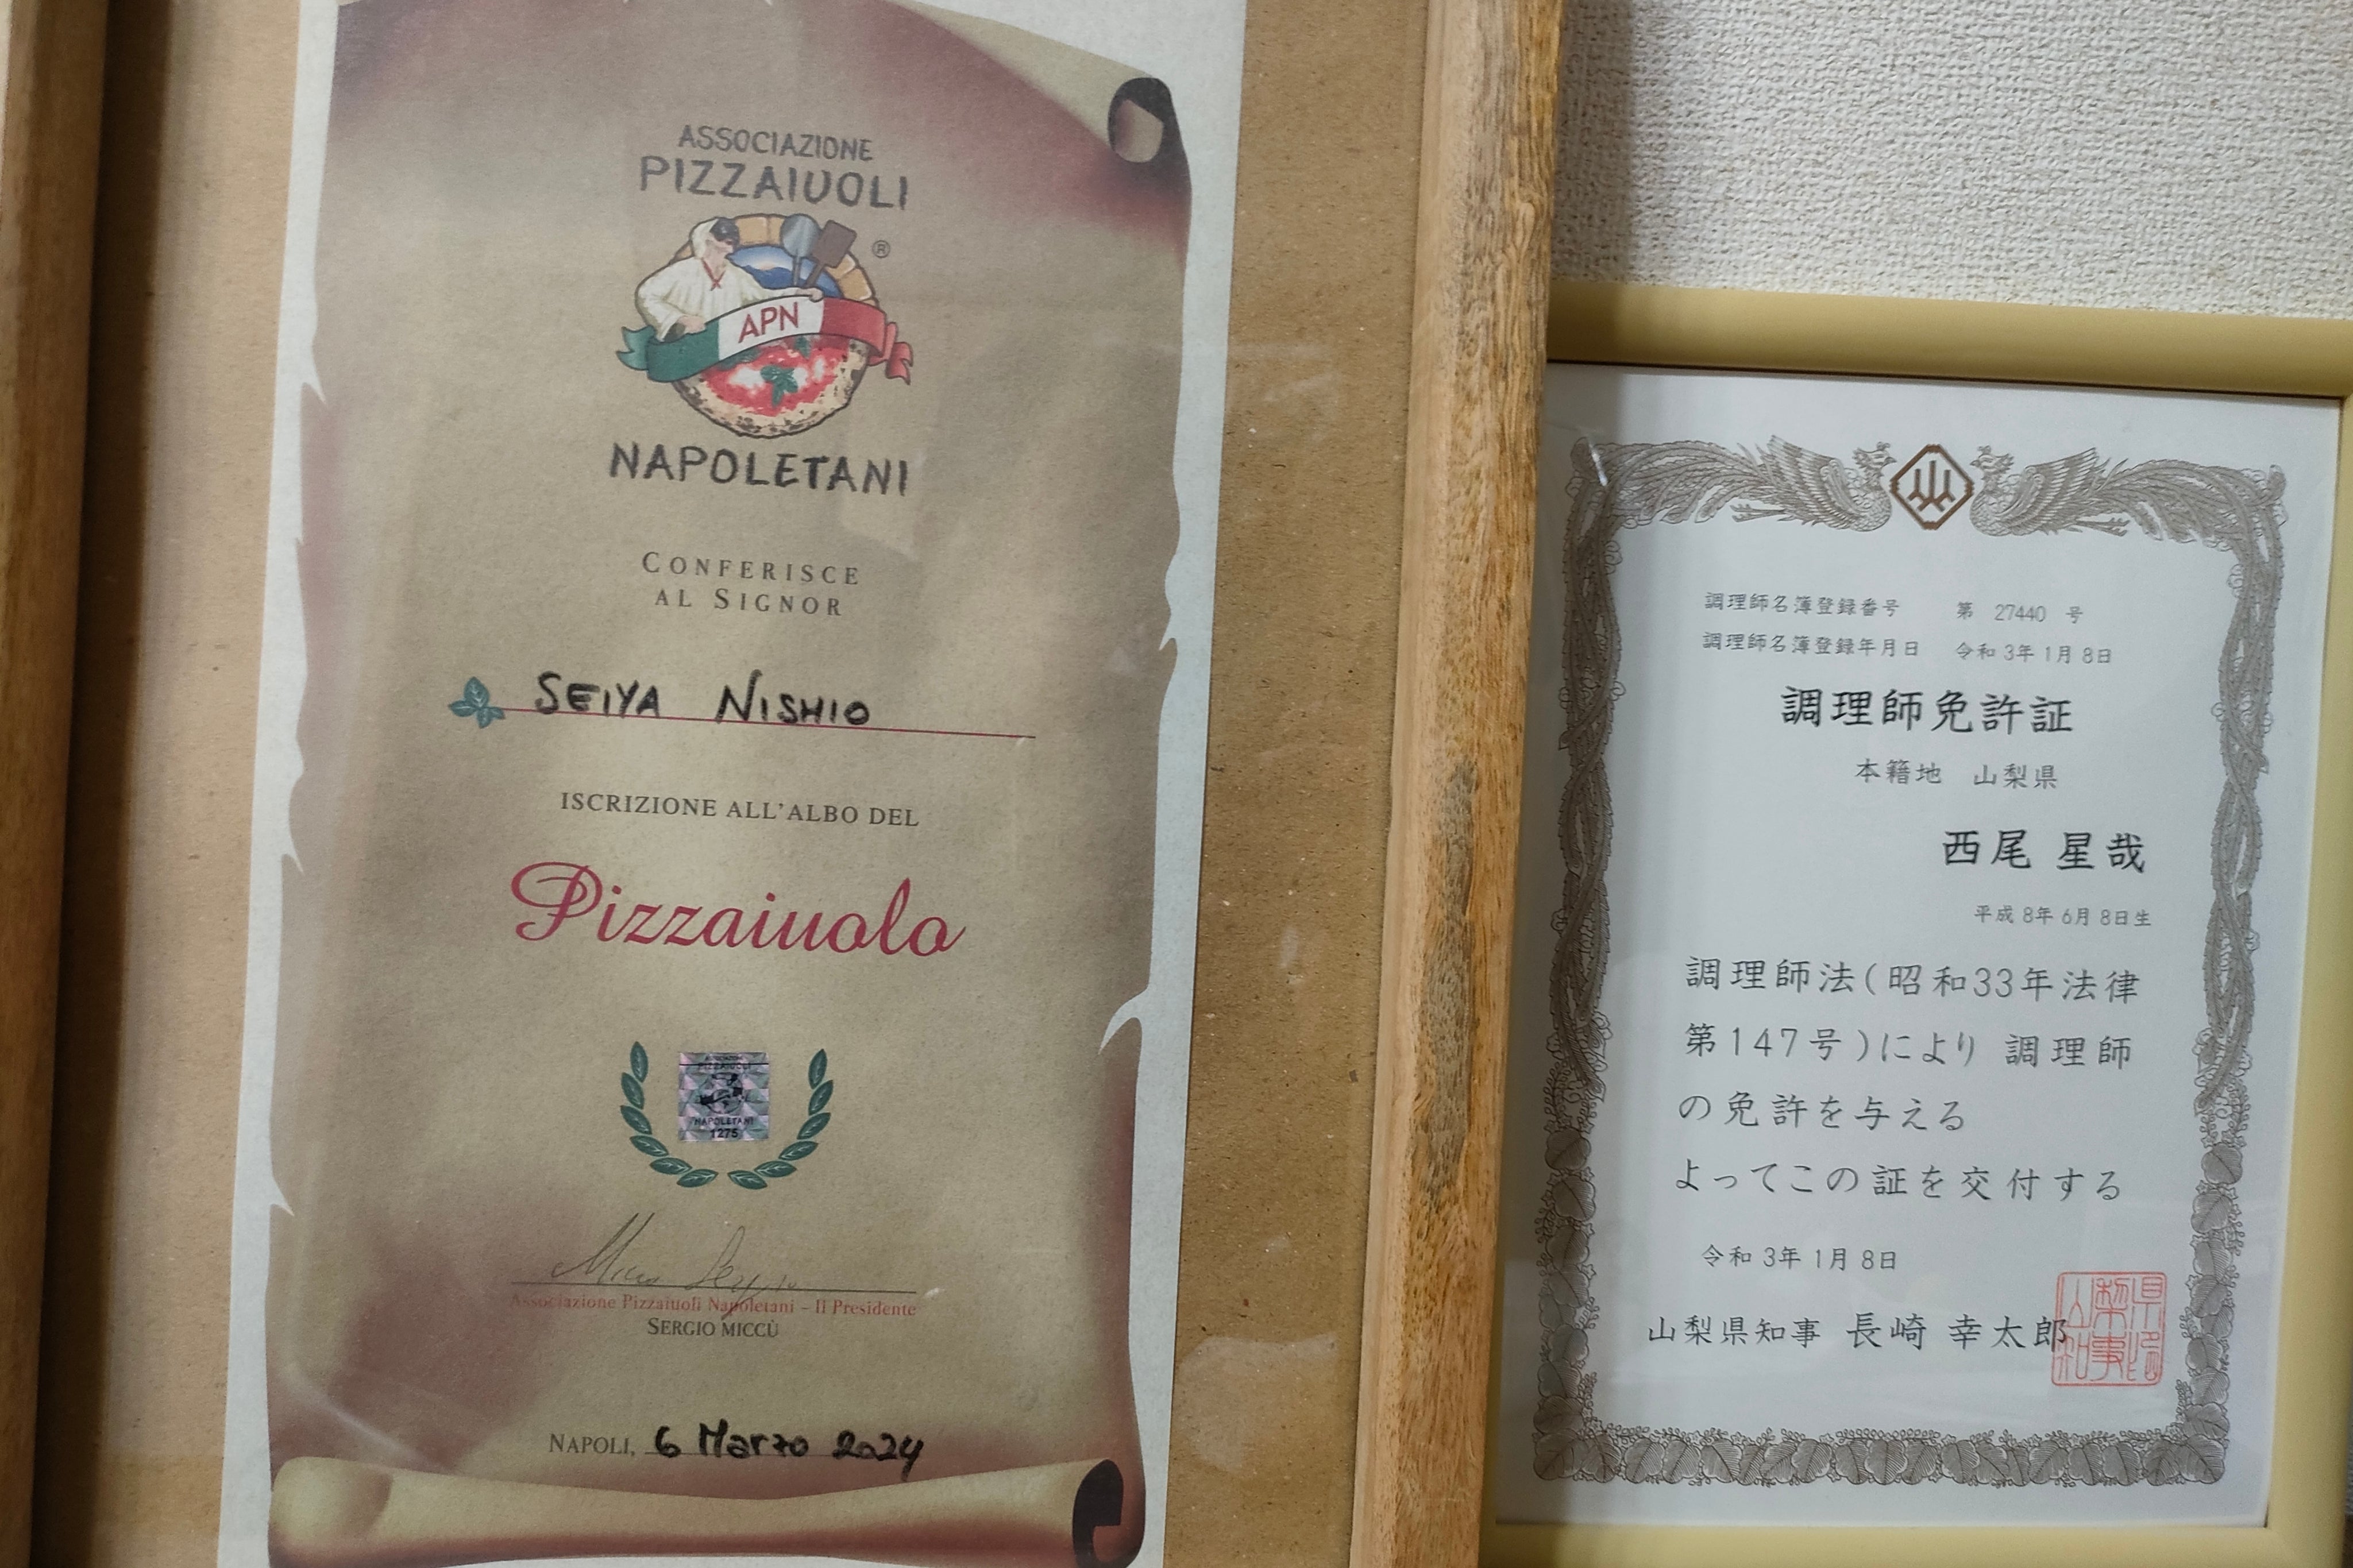 ASSOCIAZIONE
PIZZAIUOLI
®
APN
NAPOLETANI
CONFERISCE
AL SIGNOR
SEIYA NISHIO
ISCRIZIONE ALL'ALBO DEL
Pizzaiuolo
PIZZAIUOLI
NAPOLETANI
1275
Associazione Pizzaiuoli Napoletani – Il Presidente
SERGIO MICCÙ
NAPOLI, 6 Marzo 2024
調理師名簿登録番号 第 27440 号
調理師名簿登録年月日 令和 3年 1月 8日
調理師免許証
本籍地 山梨県
西尾 星哉
平成 8年 6月 8日生
調理師法(昭和33年法律
第147号)により 調理師
の免許を与える
よってこの証を交付する
令和 3年 1月 8日
山梨県知事 長崎 幸太郎